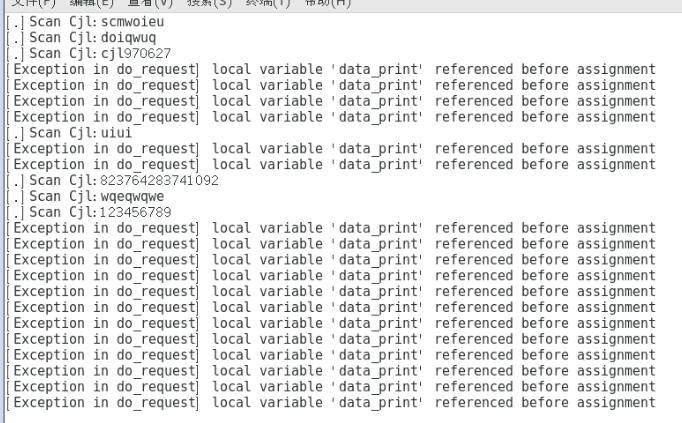 文件(F) 编辑(E) 查看(V) 搜索(S) 终端(T) 帮助(H)
[.] Scan Cjl:scmwoieu
[.] Scan Cjl:doiqwuq
[.] Scan Cjl:cjl970627
[Exception in do_request] local variable 'data_print' referenced before assignment
[Exception in do_request] local variable 'data_print' referenced before assignment
[Exception in do_request] local variable 'data_print' referenced before assignment
[Exception in do_request] local variable 'data_print' referenced before assignment
[.] Scan Cjl:uiui
[Exception in do_request] local variable 'data_print' referenced before assignment
[Exception in do_request] local variable 'data_print' referenced before assignment
[.] Scan Cjl:823764283741092
[.] Scan Cjl:wqeqwqwe
[.] Scan Cjl:123456789
[Exception in do_request] local variable 'data_print' referenced before assignment
[Exception in do_request] local variable 'data_print' referenced before assignment
[Exception in do_request] local variable 'data_print' referenced before assignment
[Exception in do_request] local variable 'data_print' referenced before assignment
[Exception in do_request] local variable 'data_print' referenced before assignment
[Exception in do_request] local variable 'data_print' referenced before assignment
[Exception in do_request] local variable 'data_print' referenced before assignment
[Exception in do_request] local variable 'data_print' referenced before assignment
[Exception in do_request] local variable 'data_print' referenced before assignment
[Exception in do_request] local variable 'data_print' referenced before assignment
[Exception in do_request] local variable 'data_print' referenced before assignment
[Exception in do_request] local variable 'data_print' referenced before assignment